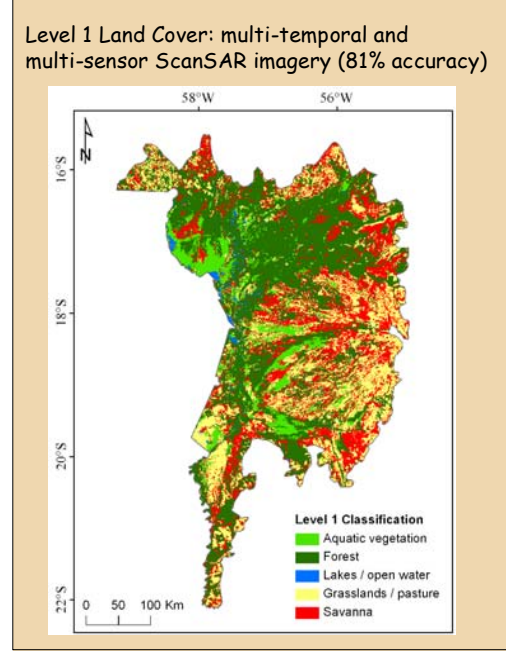 Level 1 Land Cover: multi-temporal and
multi-sensor ScanSAR imagery (81% accuracy)
58°W
56°W
N
16°S
18°S
20°S
22°S
Level 1 Classification
Aquatic vegetation
Forest
Lakes / open water
Grasslands / pasture
Savanna
0 50 100 Km